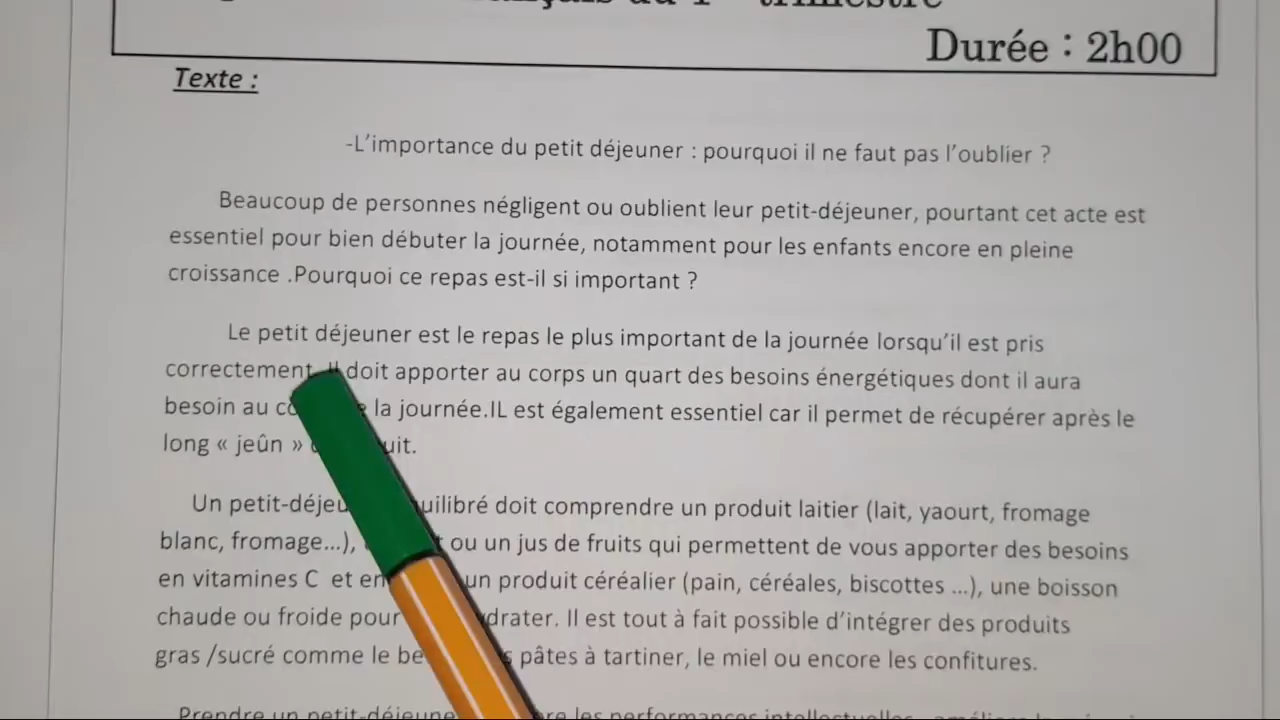 trimestre
Durée : 2h00
Texte :
-L'importance du petit déjeuner : pourquoi il ne faut pas l'oublier ?
Beaucoup de personnes négligent ou oublient leur petit-déjeuner, pourtant cet acte est
essentiel pour bien débuter la journée, notamment pour les enfants encore en pleine
croissance .Pourquoi ce repas est-il si important ?
Le petit déjeuner est le repas le plus important de la journée lorsqu'il est pris
correctement. Il doit apporter au corps un quart des besoins énergétiques dont il aura
besoin au la journée.IL est également essentiel car il permet de récupérer après le
long « jeûn »
Un doit comprendre un produit laitier (lait, yaourt, fromage
blanc, fromage...), ou un jus de fruits qui permettent de vous apporter des besoins
en vitamines C et en un produit céréalier (pain, céréales, biscottes ...), une boisson
chaude ou froide pour Il est tout à fait possible d'intégrer des produits
gras /sucré comme le pâtes à tartiner, le miel ou encore les confitures.
Prendre un les performances intellectuelles